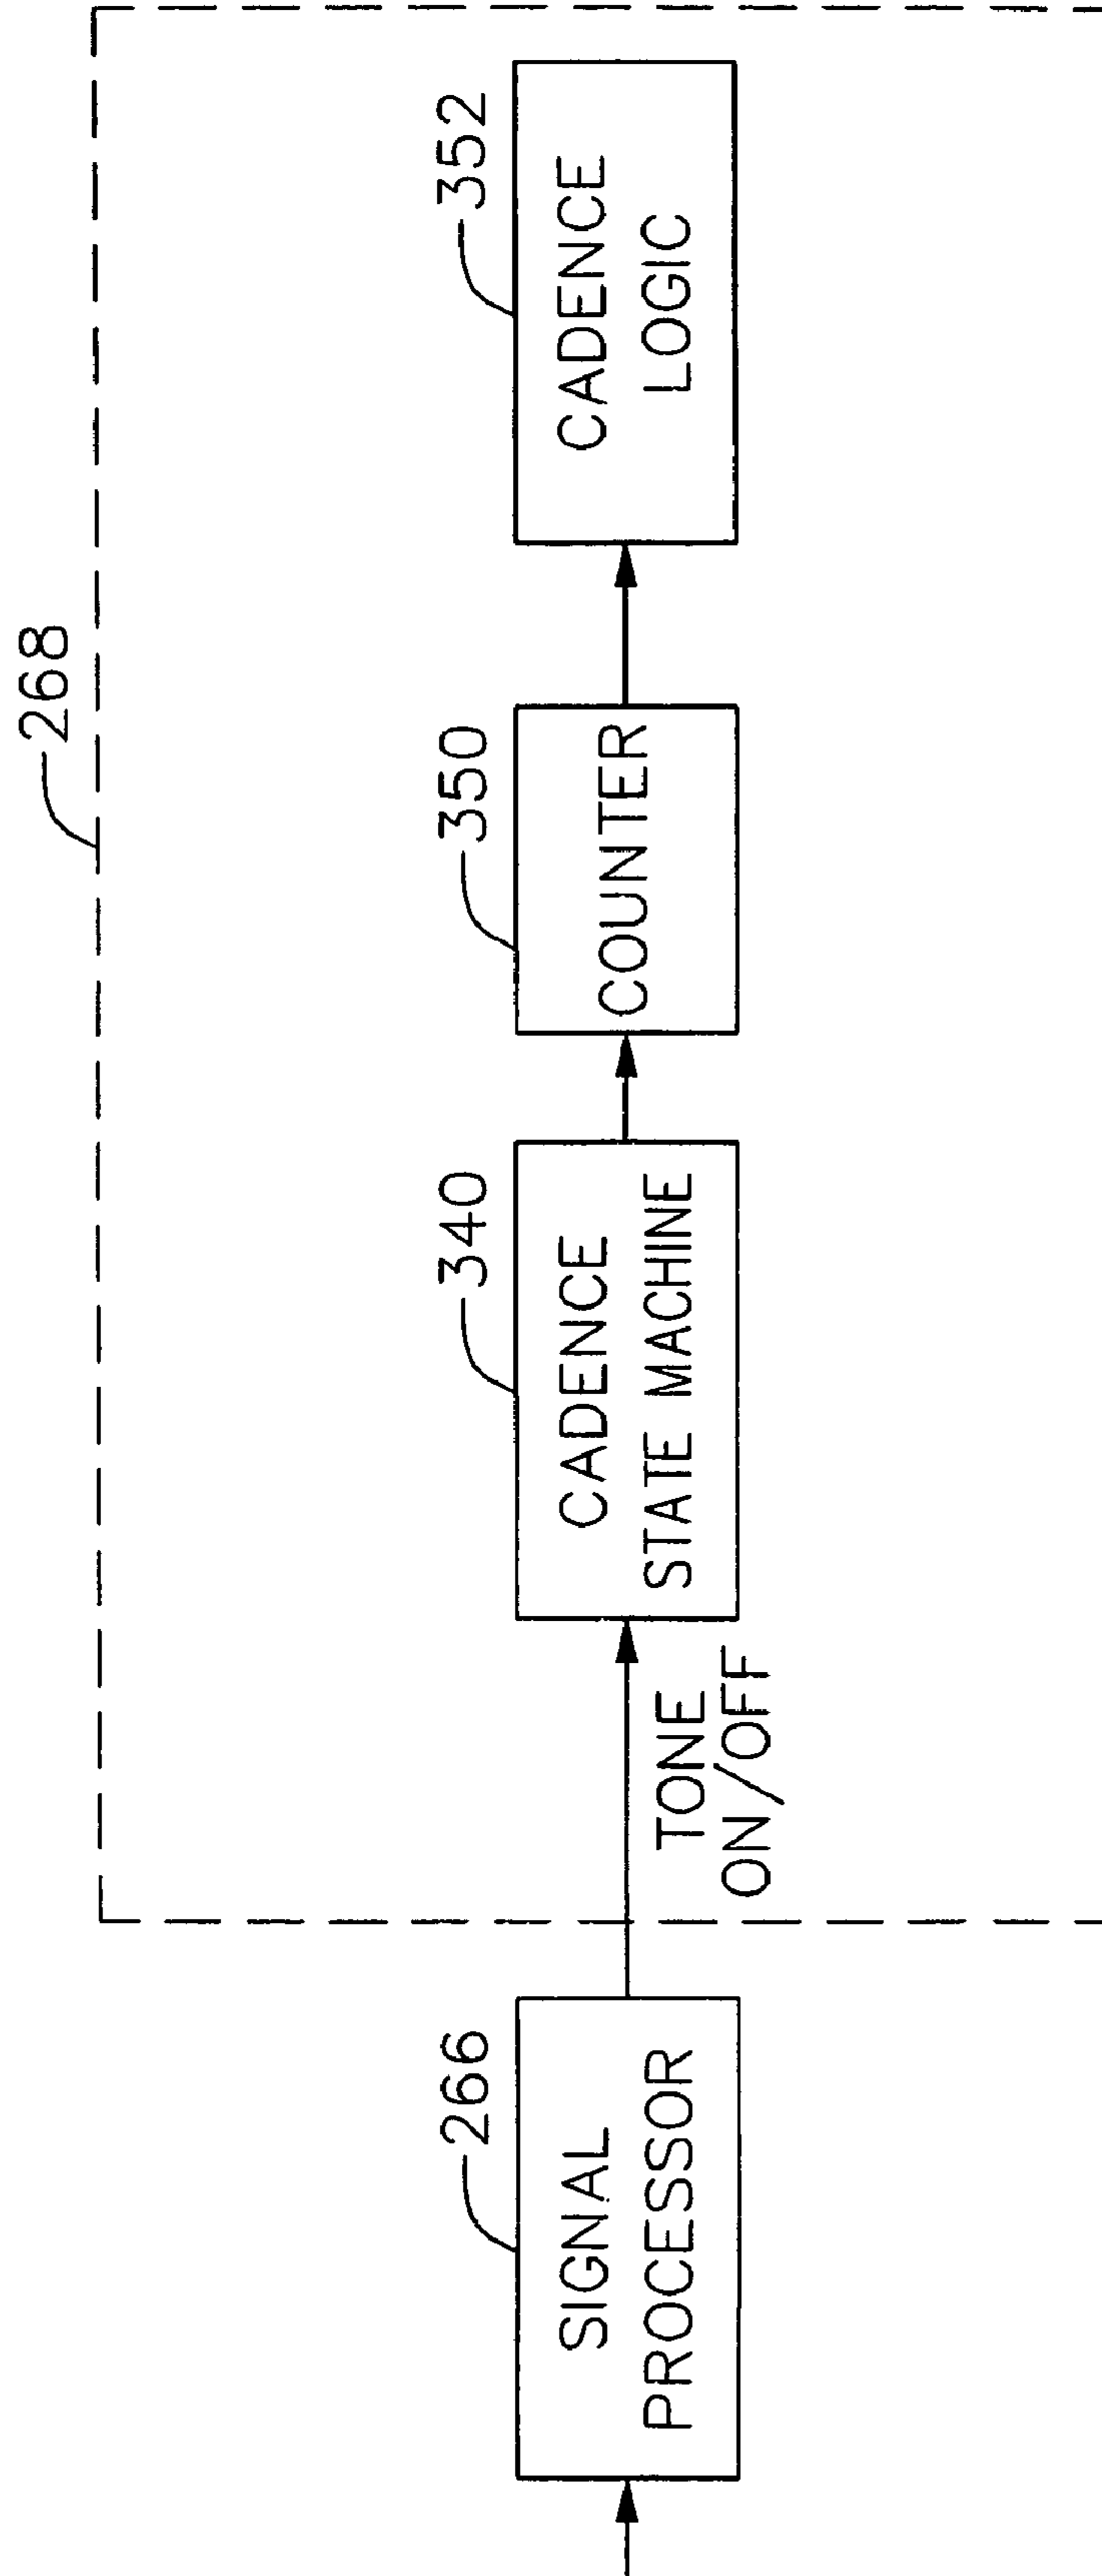 268
266
SIGNAL
PROCESSOR
TONE
ON/OFF
340
CADENCE
STATE MACHINE
350
COUNTER
352
CADENCE
LOGIC